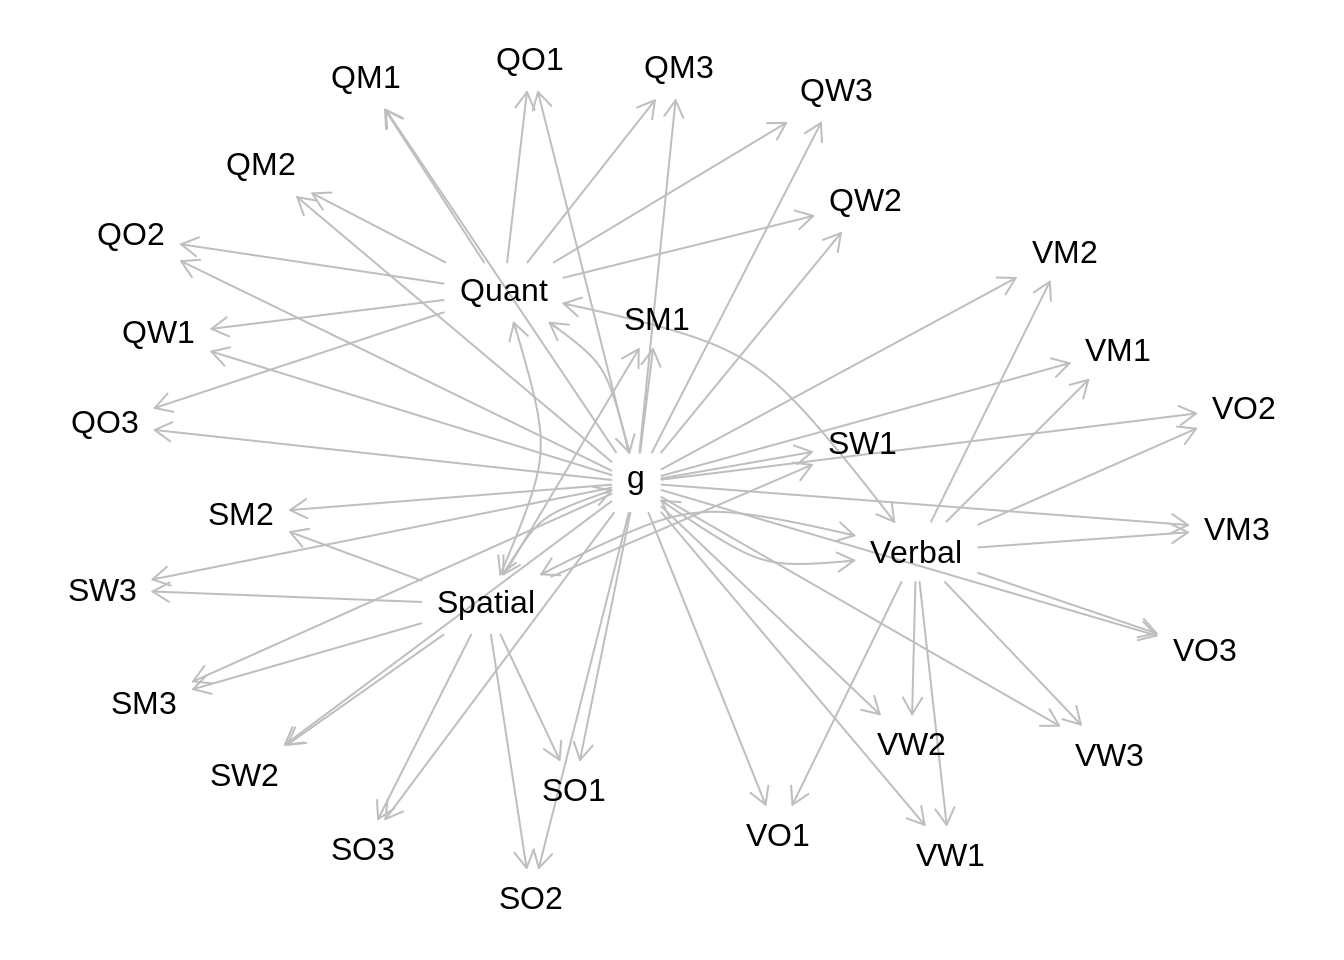 QO1
QM3
QM1
QW3
QM2
QW2
QO2
VM2
Quant
SM1
QW1
VM1
VO2
QO3
SW1
g
SM2
VM3
Verbal
SW3
Spatial
VO3
SM3
VW2
VW3
SW2
SO1
VO1
SO3
VW1
SO2